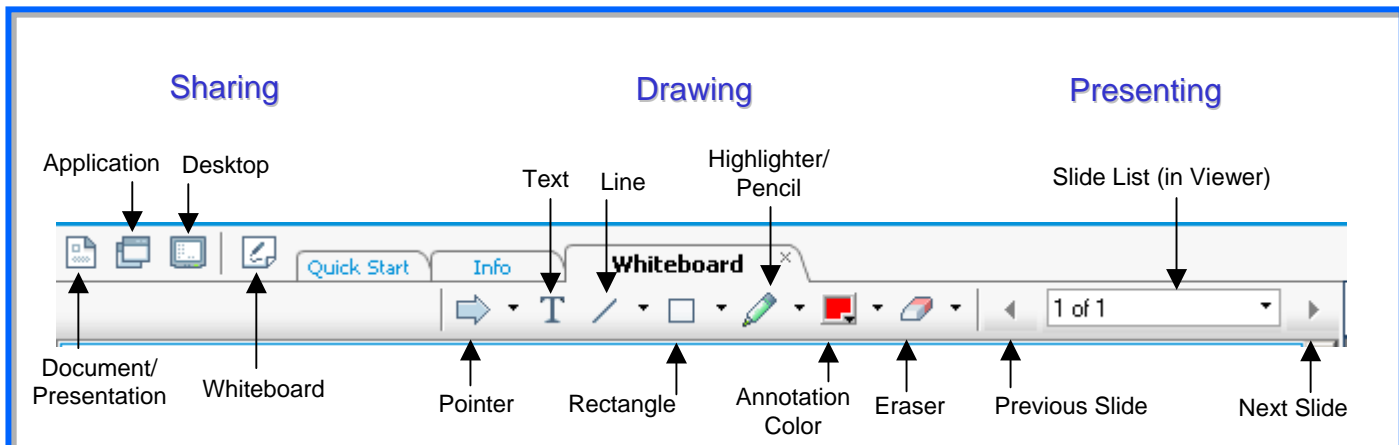 Sharing
Drawing
Presenting
Application
Desktop
Text
Line
Highlighter/
Pencil
Slide List (in Viewer)
Quick Start
Info
Whiteboard
T
1 of 1
Document/
Presentation
Whiteboard
Pointer
Rectangle
Annotation
Color
Eraser
Previous Slide
Next Slide